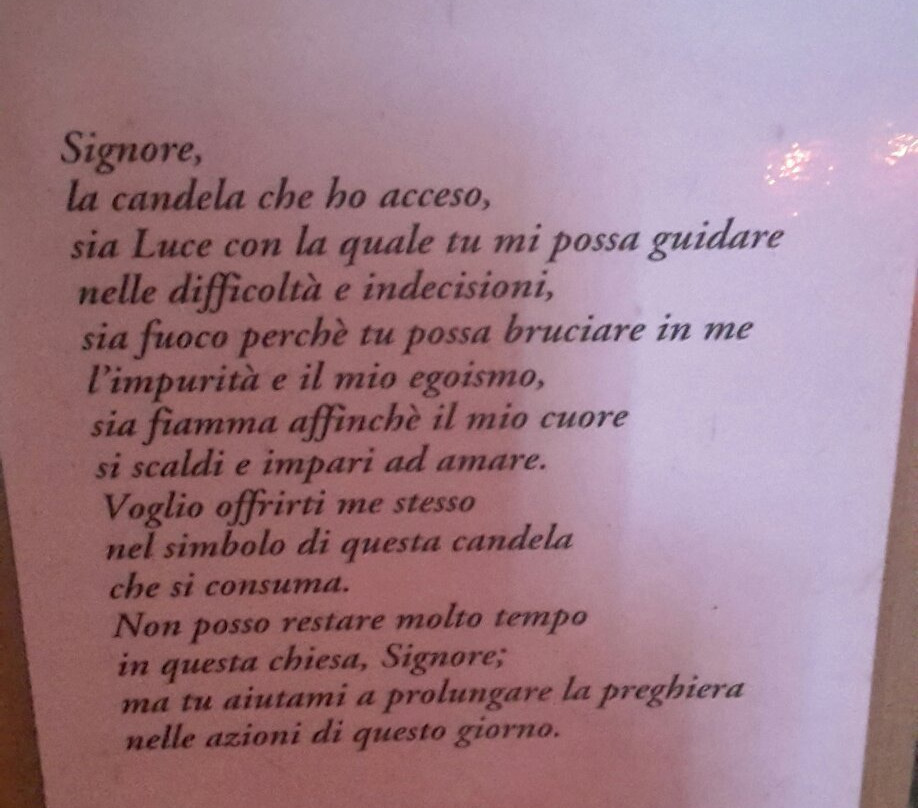 Signore,
la candela che ho acceso,
sia Luce con la quale tu mi possa guidare
nelle difficoltà e indecisioni,
sia fuoco perchè tu possa bruciare in me
l'impurità e il mio egoismo,
sia fiamma affinchè il mio cuore
si scaldi e impari ad amare.
Voglio offrirti me stesso
nel simbolo di questa candela
che si consuma.
Non posso restare molto tempo
in questa chiesa, Signore;
ma tu aiutami a prolungare la preghiera
nelle azioni di questo giorno.